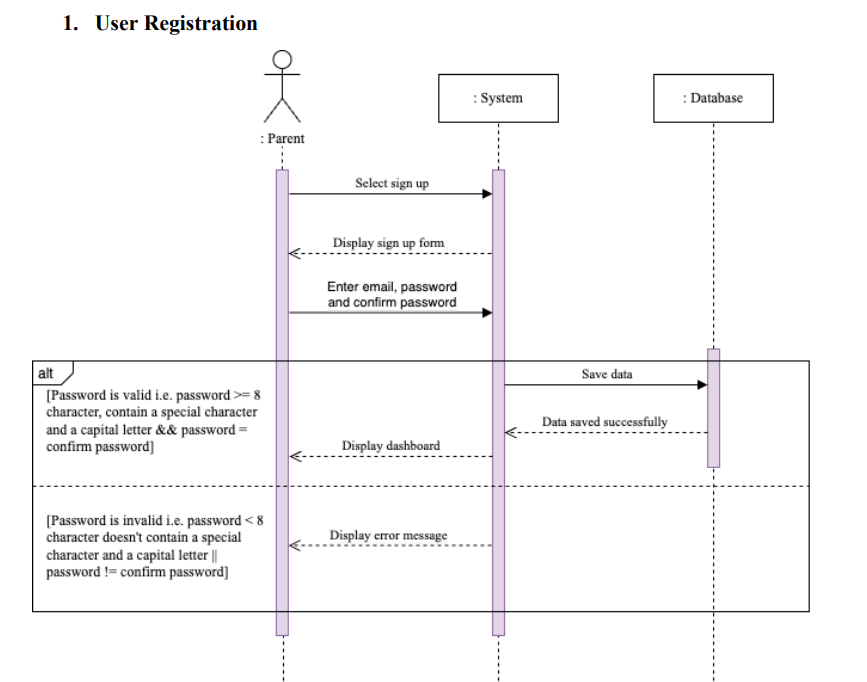 1. User Registration
: System
: Database
: Parent
Select sign up
Display sign up form
Enter email, password
and confirm password
alt
[Password is valid i.e. password >= 8
character, contain a special character
and a capital letter && password =
confirm password]
Save data
Data saved successfully
Display dashboard
[Password is invalid i.e. password < 8
character doesn't contain a special
character and a capital letter ||
password != confirm password]
Display error message